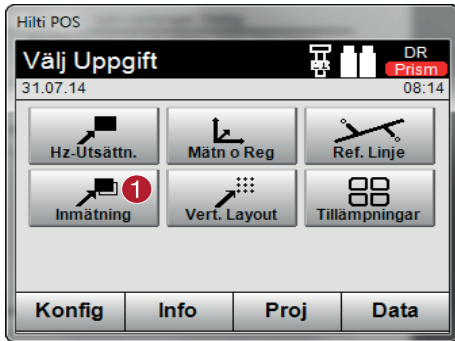 Hilti POS
Välj Uppgift
DR
Prism
31.07.14
08:14
Hz-Utsättn.
Mätn o Reg
Ref. Linje
1
Inmätning
Vert. Layout
Tillämpningar
Konfig
Info
Proj
Data